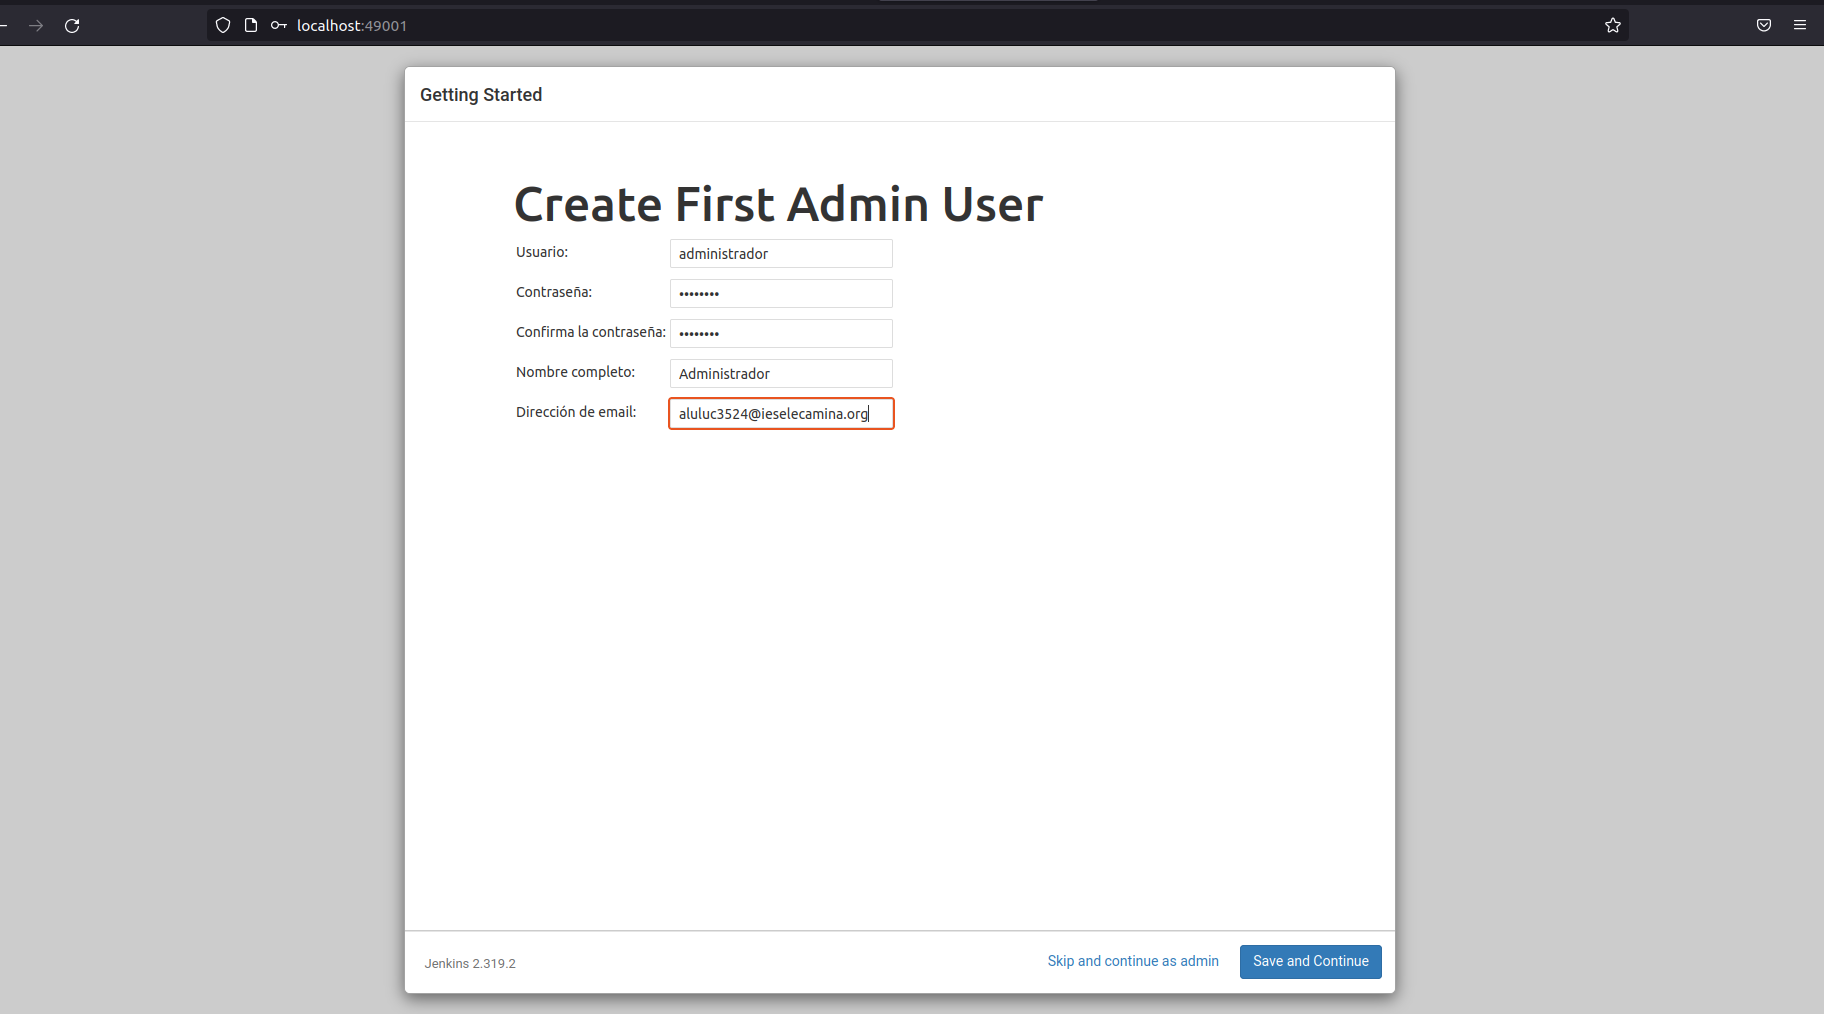 localhost:49001
Getting Started
Create First Admin User
Usuario: administrador
Contraseña: ••••••••
Confirma la contraseña: ••••••••
Nombre completo: Administrador
Dirección de email: aluluc3524@ieselecamina.org
Jenkins 2.319.2 Skip and continue as admin Save and Continue